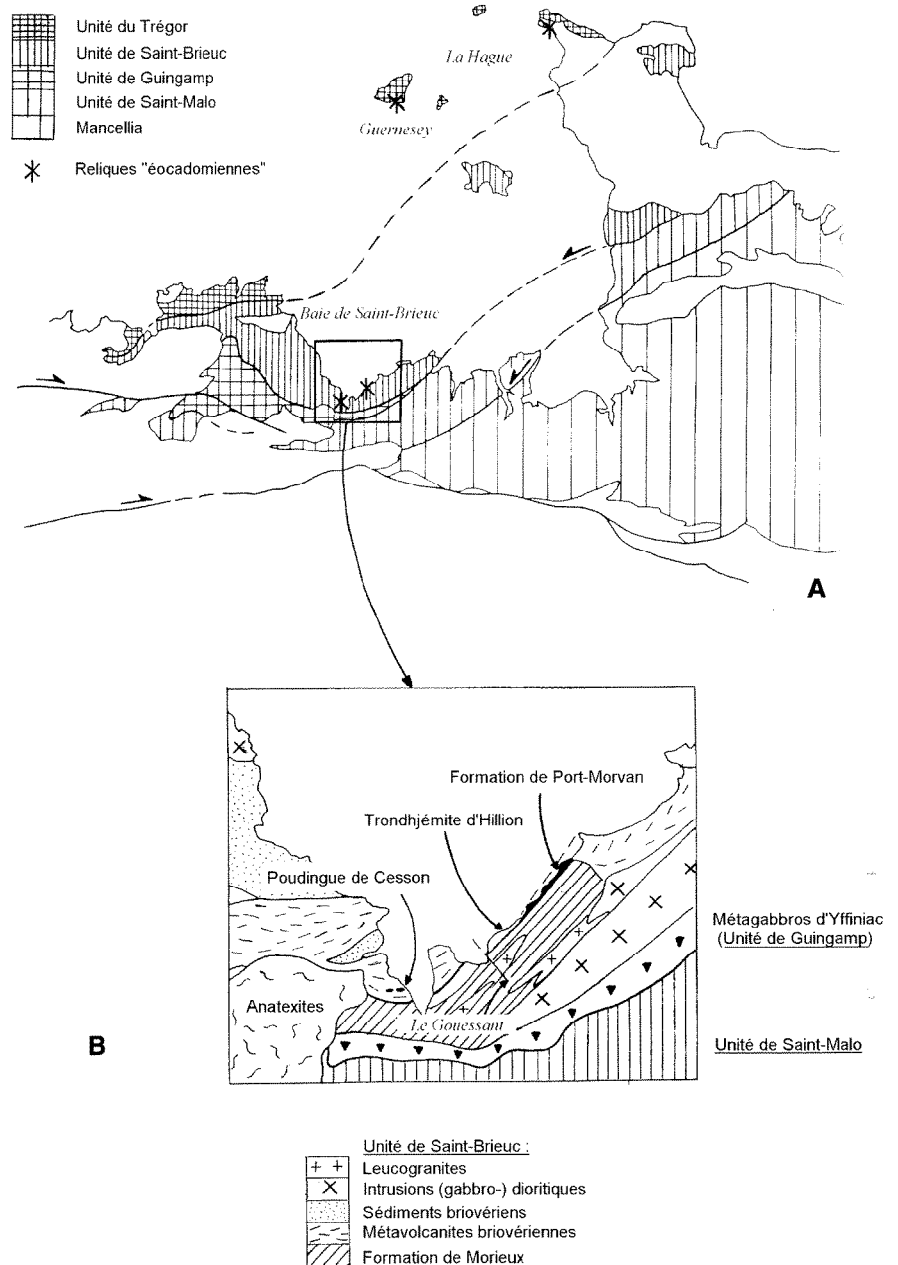 Unité du Trégor
Unité de Saint-Brieuc
Unité de Guingamp
Unité de Saint-Malo
Mancellia
Reliques "éocadomiennes"
La Hague
Guernesey
Baie de Saint-Brieuc
A
Formation de Port-Morvan
Trondhjémite d'Hillion
Poudingue de Cesson
Métagabbros d'Yffiniac
(Unité de Guingamp)
Anatexites
Le Gouessant
B
Unité de Saint-Malo
Unité de Saint-Brieuc :
Leucogranites
Intrusions (gabbro-) dioritiques
Sédiments briovériens
Métavolcanites briovériennes
Formation de Morieux